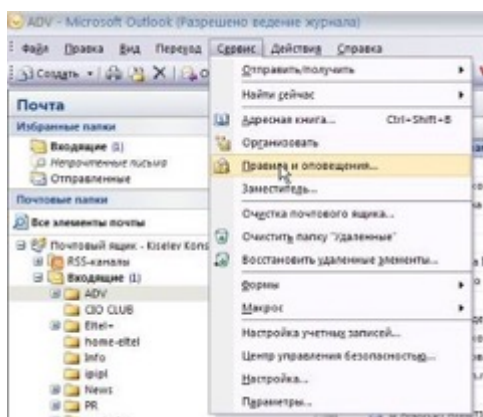 ADV - Microsoft Outlook (Разрешено ведение журнала)
Файл Правка Вид Переход Сервис Действия Справка
Создать
Отправить/получить
Найти сейчас
Адресная книга... Ctrl+Shift+B
Организовать
Правила и оповещения...
Заместитель...
Очистка почтового ящика...
Очистить папку "Удаленные"
Восстановить удаленные элементы...
Формы
Макрос
Настройка учетных записей...
Центр управления безопасностью...
Настройка...
Параметры...
Почта
Избранные папки
Входящие (1)
Непрочтенные письма
Отправленные
Почтовые папки
Все элементы почты
Почтовый ящик - Kiselev Kons
RSS-каналы
Входящие (1)
ADV
CIO CLUB
Eltel+
home-eltel
Info
ipipl
News
PR